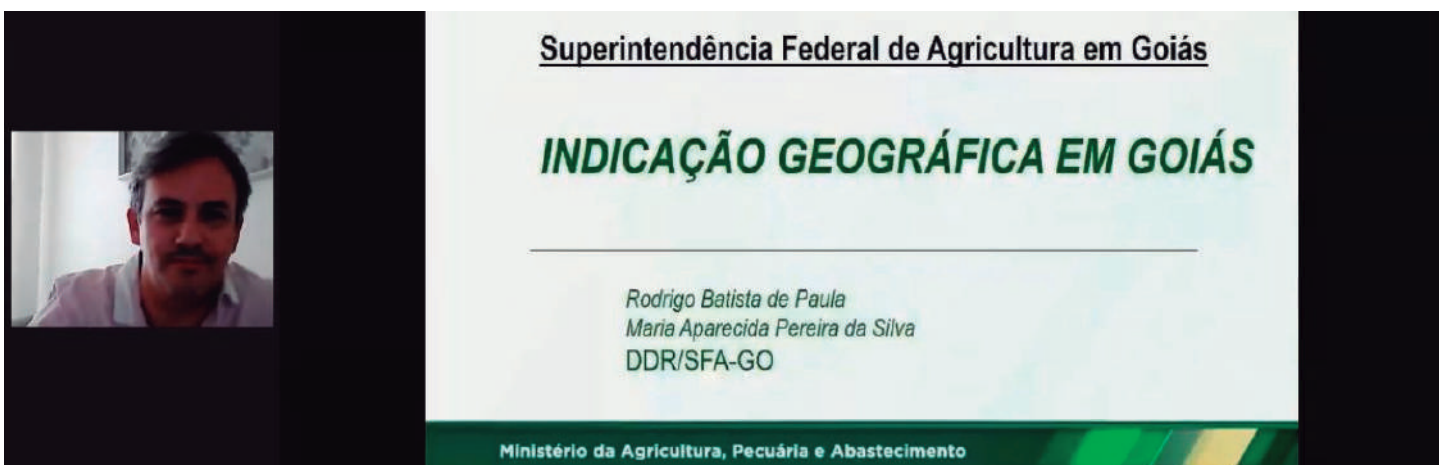 Superintendência Federal de Agricultura em Goiás
INDICAÇÃO GEOGRÁFICA EM GOIÁS
Rodrigo Batista de Paula
Maria Aparecida Pereira da Silva
DDR/SFA-GO
Ministério da Agricultura, Pecuária e Abastecimento